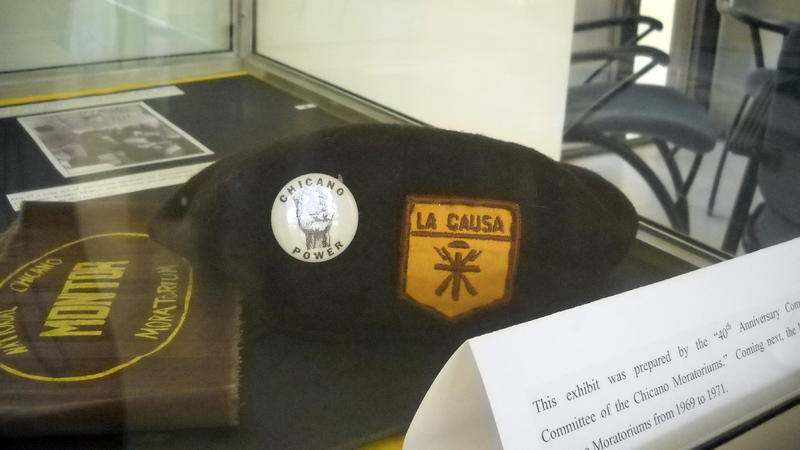 CHICANO
POWER
LA CAUSA
NATIONAL CHICANO
MONITOR
MORATORIUM
This exhibit was prepared by the "40th Anniversary
Committee of the Chicano Moratoriums." Coming next, the
Moratoriums from 1969 to 1971.